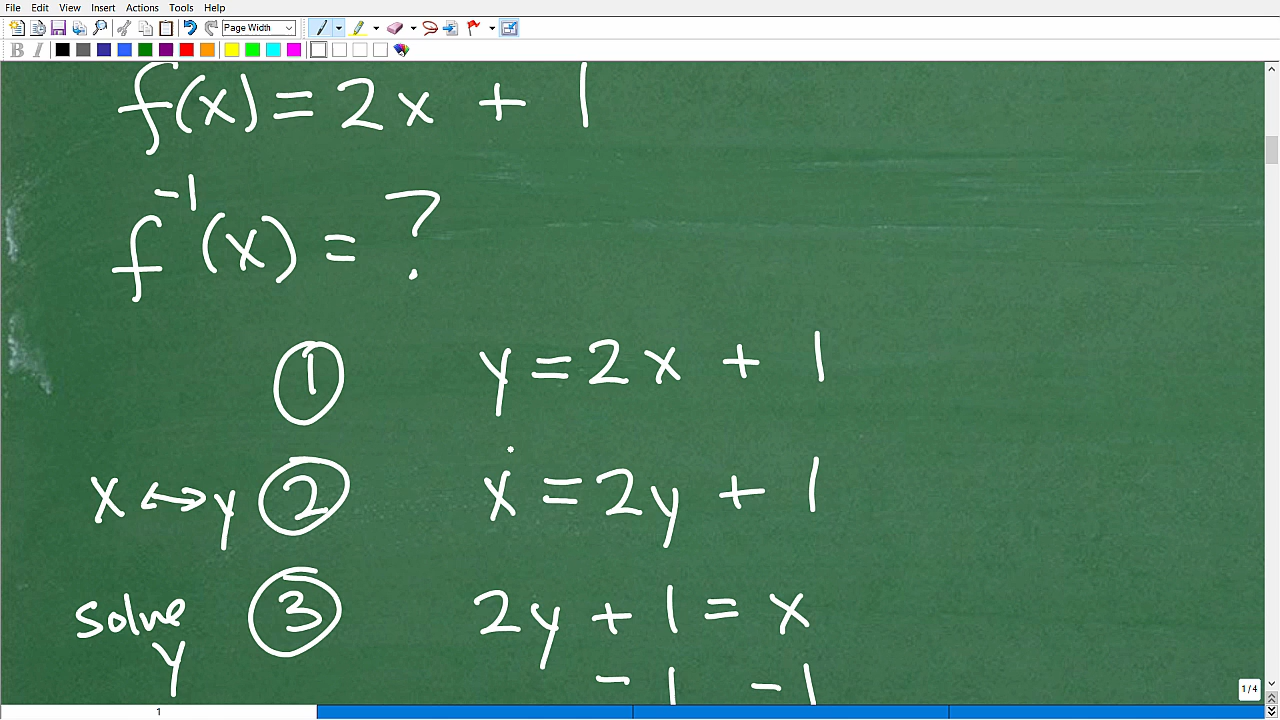 File Edit View Insert Actions Tools Help
Page Width
B I
f(x) = 2x + 1
f⁻¹(x) = ?
① y = 2x + 1
x ↔ y ② x = 2y + 1
solve y ③ 2y + 1 = x
- 1 - 1
1/4
1